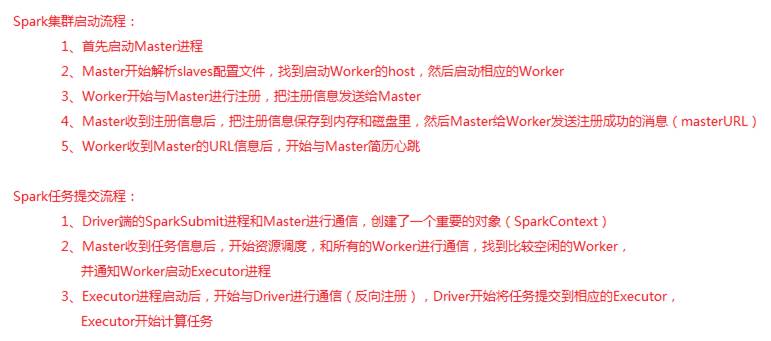 Spark集群启动流程：
1、首先启动Master进程
2、Master开始解析slaves配置文件，找到启动Worker的host，然后启动相应的Worker
3、Worker开始与Master进行注册，把注册信息发送给Master
4、Master收到注册信息后，把注册信息保存到内存和磁盘里，然后Master给Worker发送注册成功的消息（masterURL）
5、Worker收到Master的URL信息后，开始与Master简历心跳
Spark任务提交流程：
1、Driver端的SparkSubmit进程和Master进行通信，创建了一个重要的对象（SparkContext）
2、Master收到任务信息后，开始资源调度，和所有的Worker进行通信，找到比较空闲的Worker，
并通知Worker启动Executor进程
3、Executor进程启动后，开始与Driver进行通信（反向注册），Driver开始将任务提交到相应的Executor，
Executor开始计算任务